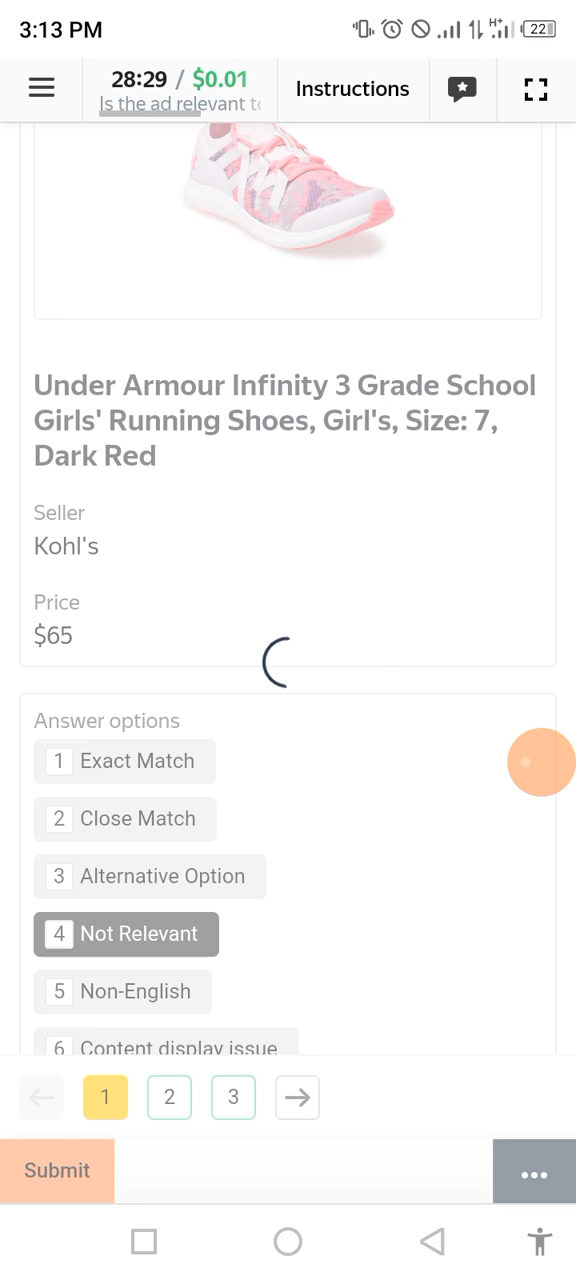 3:13 PM
H+
22
28:29 / $0.01
Is the ad relevant to
Instructions
Under Armour Infinity 3 Grade School
Girls' Running Shoes, Girl's, Size: 7,
Dark Red
Seller
Kohl's
Price
$65
Answer options
1 Exact Match
2 Close Match
3 Alternative Option
4 Not Relevant
5 Non-English
6 Content display issue
1
2
3
Submit